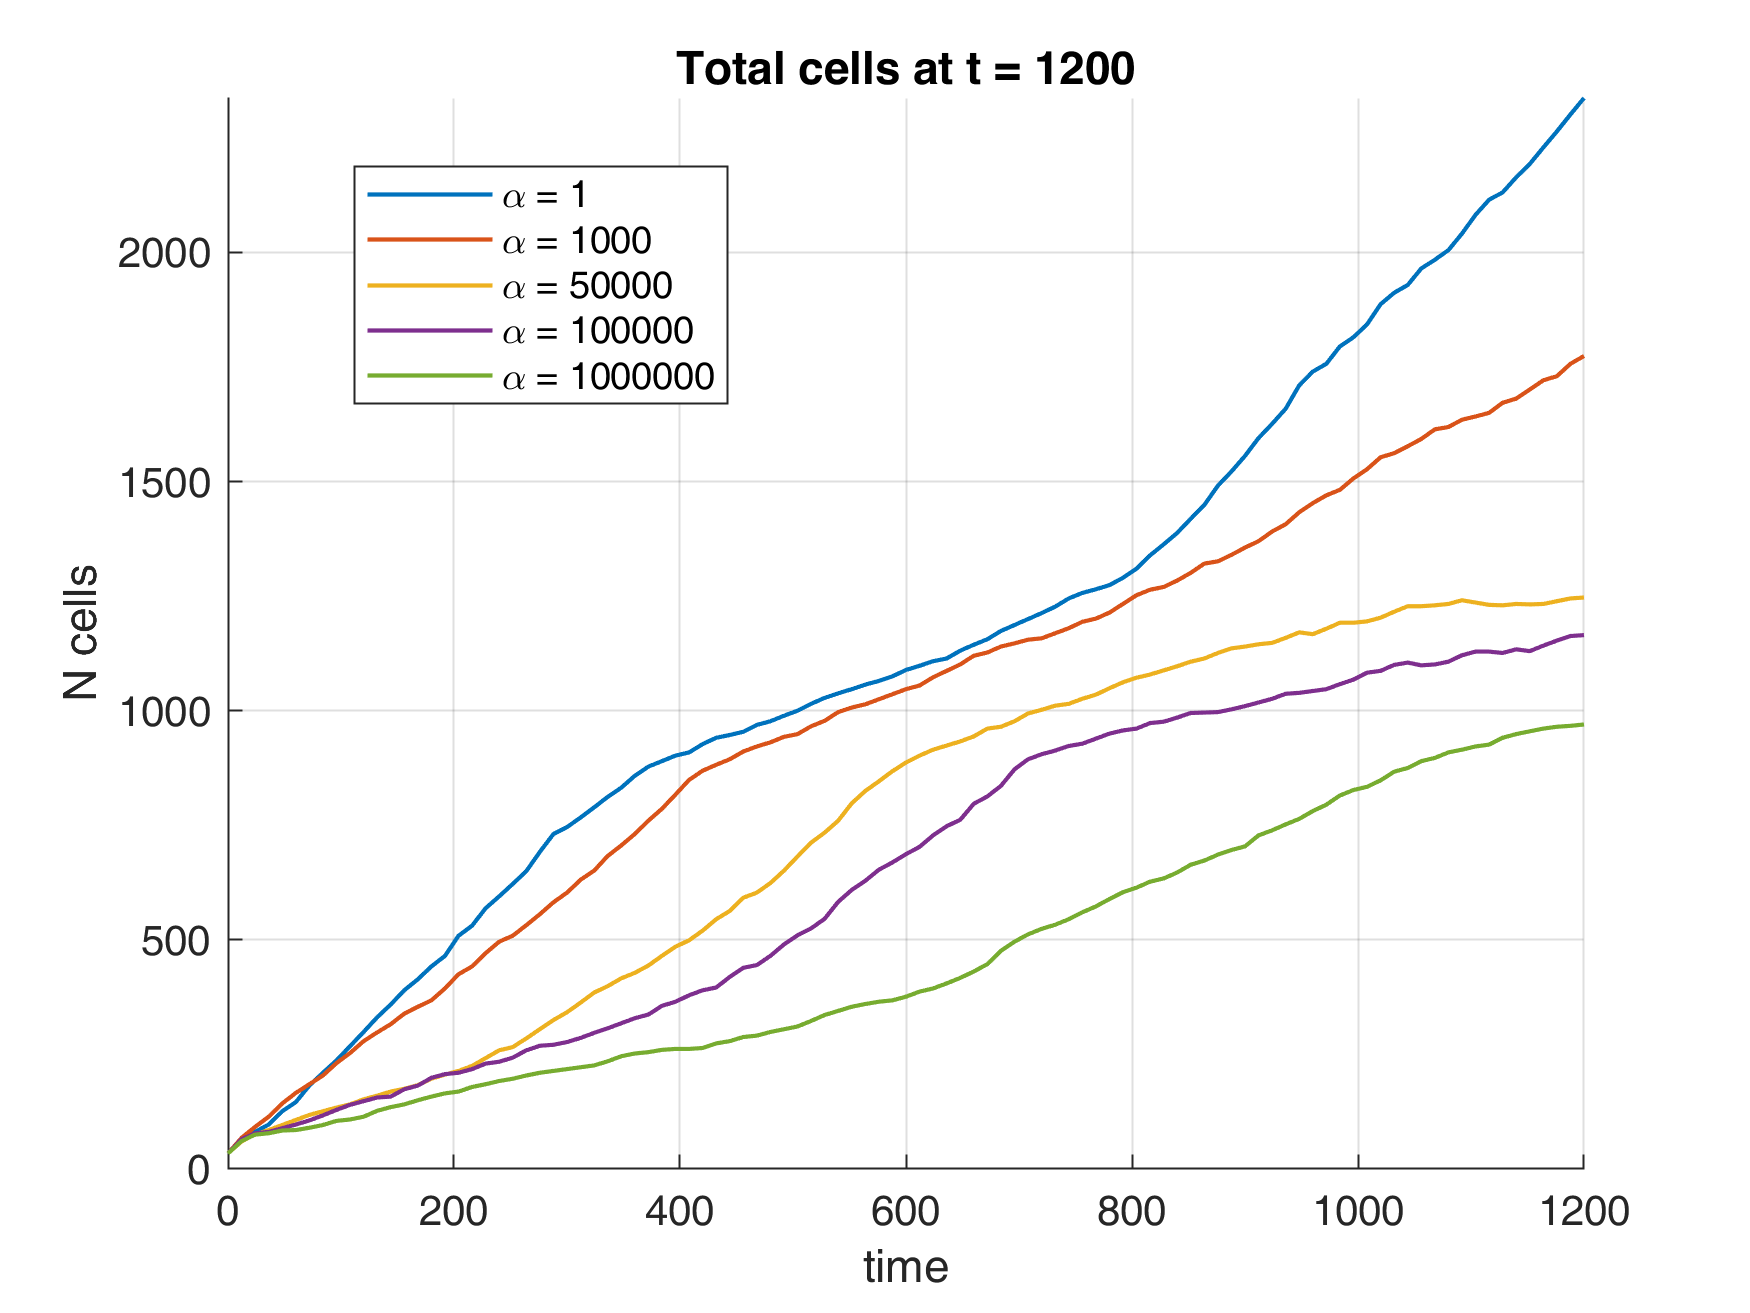 Total cells at t = 1200
α = 1
α = 1000
α = 50000
α = 100000
α = 1000000
2000
1500
1000
500
0
N cells
0 200 400 600 800 1000 1200
time